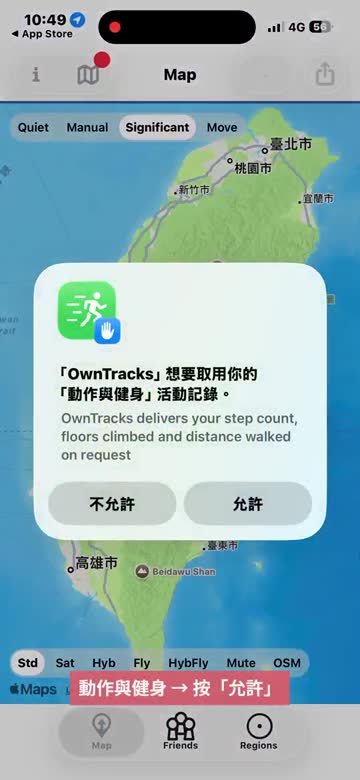 10:49
4G 56
◀ App Store
Map
Quiet Manual Significant Move
臺北市
桃園市
新竹市
宜蘭市
「OwnTracks」想要取用你的
「動作與健身」活動記錄。
OwnTracks delivers your step count,
floors climbed and distance walked
on request
不允許 允許
臺東市
高雄市
Beidawu Shan
Std Sat Hyb Fly HybFly Mute OSM
Maps
動作與健身 → 按「允許」
Map Friends Regions